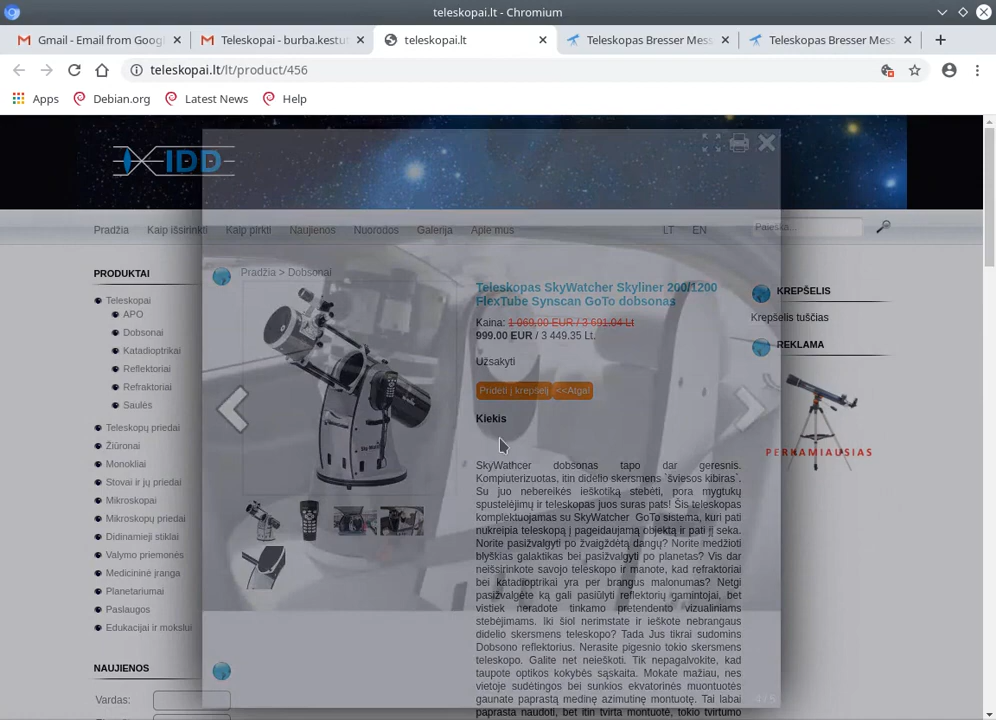 teleskopai.lt - Chromium
Gmail - Email from Goog
Teleskopai - burba.kestut
teleskopai.lt
Teleskopas Bresser Mess
Teleskopas Bresser Mess
teleskopai.lt/lt/product/456
Apps
Debian.org
Latest News
Help
IDD
Pradžia
Kaip išsirinkti
Kaip pirkti
Naujienos
Nuorodos
Galerija
Apie mus
LT
EN
Paieška...
PRODUKTAI
Teleskopai
APO
Dobsonai
Katadioptrikai
Reflektoriai
Refraktoriai
Saulės
Teleskopų priedai
Žiūronai
Monokliai
Stovai ir jų priedai
Mikroskopai
Mikroskopų priedai
Didinamieji stiklai
Valymo priemonės
Medicininė įranga
Planetariumai
Paslaugos
Edukacijai ir mokslui
NAUJIENOS
Vardas:
Pradžia > Dobsonai
Teleskopas SkyWatcher Skyliner 200/1200
FlexTube Synscan GoTo dobsonas
Kaina: 1 069.00 EUR / 3 691.04 Lt
999.00 EUR / 3 449.35 Lt.
Užsakyti
Pridėti į krepšelį
<<Atgal
Kiekis
SkyWathcer dobsonas tapo dar geresnis.
Kompiuterizuotas, itin didelio skersmens `šviesos kibiras`.
Su juo nebereikės ieškotiką stebėti, pora mygtukų
spustelėjimų ir teleskopas juos suras pats! Šis teleskopas
komplektuojamas su SkyWatcher GoTo sistema, kuri pati
nukreipia teleskopą į pageidaujamą objektą ir pati jį seka.
Norite pasižvalgyti po žvaigždėtą dangų? Norite medžioti
blyškias galaktikas bei pasižvalgyti po planetas? Vis dar
neišsirinkote savojo teleskopo ir manote, kad refraktoriai
bei katadioptrikai yra per brangus malonumas? Netgi
pasižvalgėte ką gali pasiūlyti reflektorių gamintojai, bet
vistiek neradote tinkamo pretendento vizualiniams
stebėjimams. Iki šiol nerimstate ir ieškote nebrangaus
didelio skersmens teleskopo? Tada Jus tikrai sudomins
Dobsono reflektorius. Nerasite pigesnio tokio skersmens
teleskopo. Galite net neieškoti. Tik nepagalvokite, kad
taupote optikos kokybės sąskaita. Mokate mažiau, nes
vietoje sudėtingos bei sunkios ekvatorinės muontuotės
gaunate paprastą medinę azimutinę montuotę. Tai labai
paprasta naudoti, bet itin tvirta montuotė, tokio tvirtumo
4 / 5
KREPŠELIS
Krepšelis tuščias
REKLAMA
PERKAMIAUSIAS